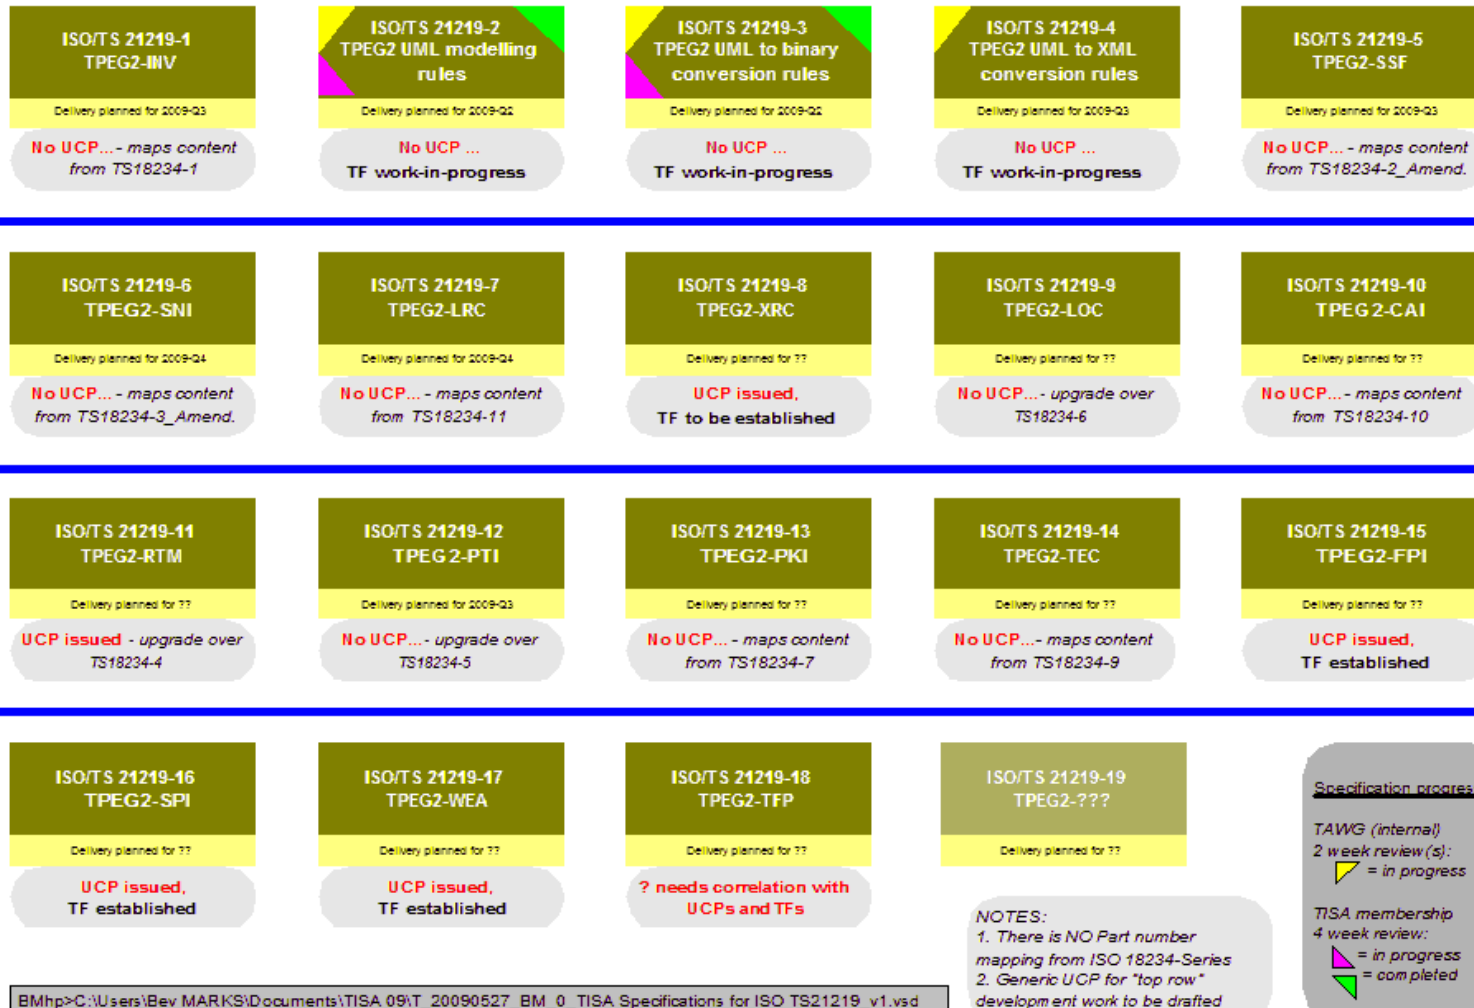 ISO/TS 21219-1
TPEG2-INV
Delivery planned for 2009-Q3
No UCP... - maps content
from TS18234-1
ISO/TS 21219-2
TPEG2 UML modelling
rules
Delivery planned for 2009-Q2
No UCP ...
TF work-in-progress
ISO/TS 21219-3
TPEG2 UML to binary
conversion rules
Delivery planned for 2009-Q2
No UCP ...
TF work-in-progress
ISO/TS 21219-4
TPEG2 UML to XML
conversion rules
Delivery planned for 2009-Q3
No UCP ...
TF work-in-progress
ISO/TS 21219-5
TPEG2-SSF
Delivery planned for 2009-Q3
No UCP... - maps content
from TS18234-2_Amend.
ISO/TS 21219-6
TPEG2-SNI
Delivery planned for 2009-Q4
No UCP... - maps content
from TS18234-3_Amend.
ISO/TS 21219-7
TPEG2-LRC
Delivery planned for 2009-Q4
No UCP... - maps content
from TS18234-11
ISO/TS 21219-8
TPEG2-XRC
Delivery planned for ??
UCP issued,
TF to be established
ISO/TS 21219-9
TPEG2-LOC
Delivery planned for ??
No UCP...- upgrade over
TS18234-6
ISO/TS 21219-10
TPEG2-CAI
Delivery planned for ??
No UCP... - maps content
from TS18234-10
ISO/TS 21219-11
TPEG2-RTM
Delivery planned for ??
UCP issued - upgrade over
TS18234-4
ISO/TS 21219-12
TPEG2-PTI
Delivery planned for 2009-Q3
No UCP...- upgrade over
TS18234-5
ISO/TS 21219-13
TPEG2-PKI
Delivery planned for ??
No UCP... - maps content
from TS18234-7
ISO/TS 21219-14
TPEG2-TEC
Delivery planned for ??
No UCP... - maps content
from TS18234-9
ISO/TS 21219-15
TPEG2-FPI
Delivery planned for ??
UCP issued,
TF established
ISO/TS 21219-16
TPEG2-SPI
Delivery planned for ??
UCP issued,
TF established
ISO/TS 21219-17
TPEG2-WEA
Delivery planned for ??
UCP issued,
TF established
ISO/TS 21219-18
TPEG2-TFP
Delivery planned for ??
? needs correlation with
UCPs and TFs
ISO/TS 21219-19
TPEG2-???
Delivery planned for ??
NOTES:
1. There is NO Part number
mapping from ISO 18234-Series
2. Generic UCP for "top row"
development work to be drafted
Specification progres
TAWG (internal)
2 week review(s):
= in progress
TISA membership
4 week review:
= in progress
= completed
BMhp>C:\Users\Bev MARKS\Documents\TISA 09\T_20090527_BM_0_TISA Specifications for ISO TS21219_v1.vsd